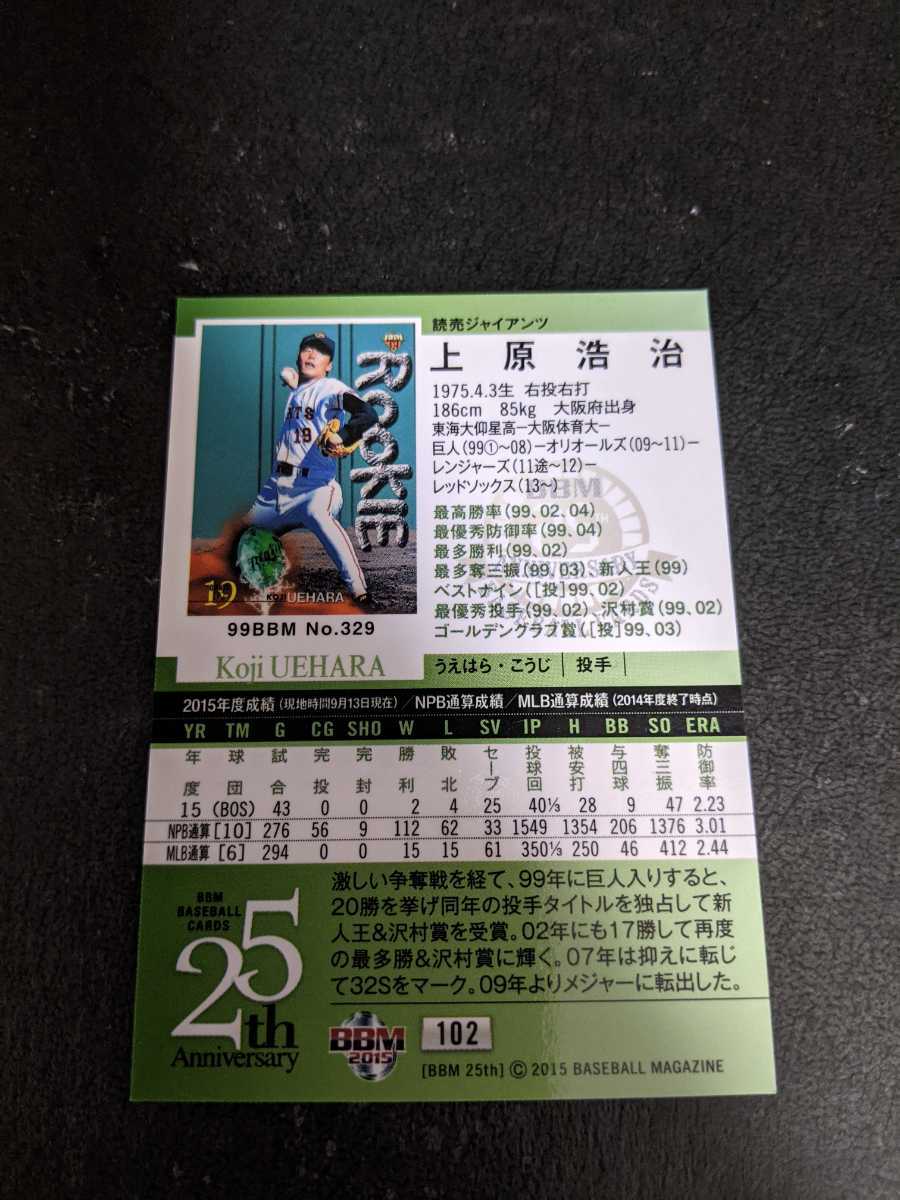 読売ジャイアンツ
上原浩治
1975.4.3生 右投右打
186cm 85kg 大阪府出身
東海大仰星高ー大阪体育大ー
巨人(99①~08)ーオリオールズ(09~11)ー
レンジャーズ(11途~12)ー
レッドソックス(13~)
最高勝率(99、02、04)
最優秀防御率(99、04)
最多勝利(99、02)
最多奪三振(99、03) 新人王(99)
ベストナイン([投]99、02)
最優秀投手(99、02) 沢村賞(99、02)
ゴールデングラブ賞([投]99、03)
BBM
ROOKIE
19
19
KOJI UEHARA
99BBM No.329
Koji UEHARA
うえはら・こうじ | 投手 |
2015年度成績(現地時間9月13日現在)/NPB通算成績/MLB通算成績(2014年度終了時点)
YR TM G CG SHO W L SV IP H BB SO ERA
年度 球団 試合 完投 完封 勝利 敗北 セーブ 投球回 被安打 与四球 奪三振 防御率
15 (BOS) 43 0 0 2 4 25 40⅓ 28 9 47 2.23
NPB通算 [10] 276 56 9 112 62 33 1549 1354 206 1376 3.01
MLB通算 [6] 294 0 0 15 15 61 350⅓ 250 46 412 2.44
激しい争奪戦を経て、99年に巨人入りすると、
20勝を挙げ同年の投手タイトルを独占して新
人王&沢村賞を受賞。02年にも17勝して再度
の最多勝&沢村賞に輝く。07年は抑えに転じ
て32Sをマーク。09年よりメジャーに転出した。
BBM
BASEBALL
CARDS
25th
Anniversary
BBM
2015
102
[BBM 25th] © 2015 BASEBALL MAGAZINE